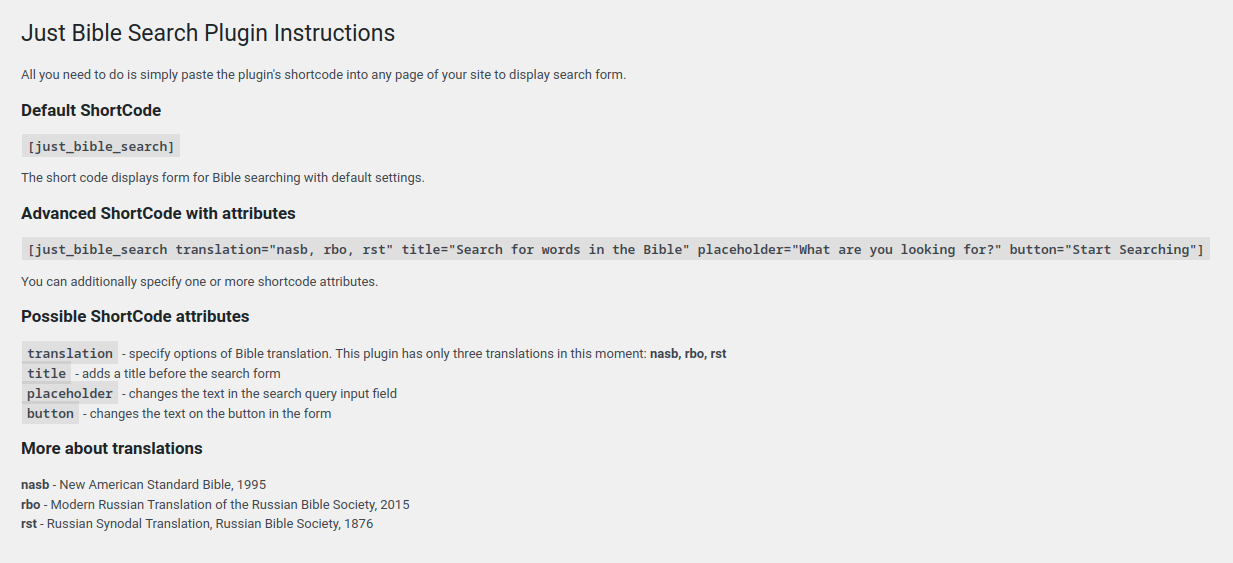 Just Bible Search Plugin Instructions
All you need to do is simply paste the plugin's shortcode into any page of your site to display search form.
Default ShortCode
[just_bible_search]
The short code displays form for Bible searching with default settings.
Advanced ShortCode with attributes
[just_bible_search translation="nasb, rbo, rst" title="Search for words in the Bible" placeholder="What are you looking for?" button="Start Searching"]
You can additionally specify one or more shortcode attributes.
Possible ShortCode attributes
translation - specify options of Bible translation. This plugin has only three translations in this moment: nasb, rbo, rst
title - adds a title before the search form
placeholder - changes the text in the search query input field
button - changes the text on the button in the form
More about translations
nasb - New American Standard Bible, 1995
rbo - Modern Russian Translation of the Russian Bible Society, 2015
rst - Russian Synodal Translation, Russian Bible Society, 1876